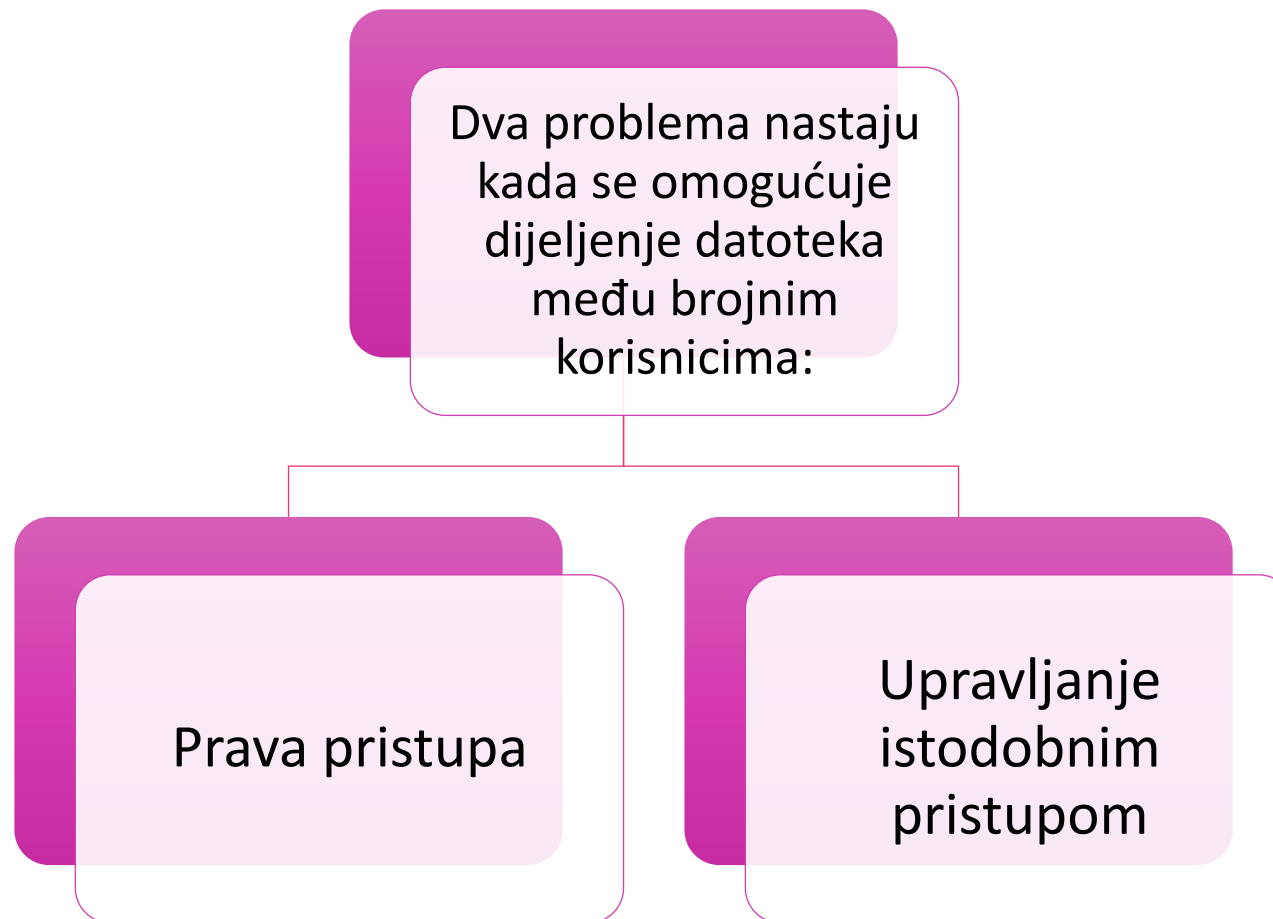 Dva problema nastaju
kada se omogućuje
dijeljenje datoteka
među brojnim
korisnicima:
Prava pristupa
Upravljanje
istodobnim
pristupom